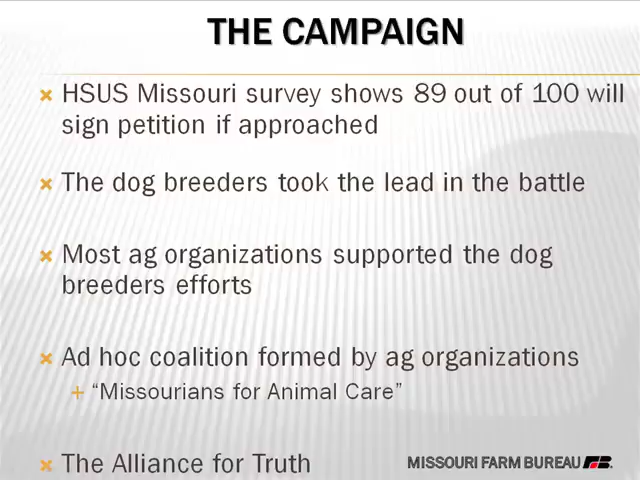 THE CAMPAIGN
HSUS Missouri survey shows 89 out of 100 will
sign petition if approached
The dog breeders took the lead in the battle
Most ag organizations supported the dog
breeders efforts
Ad hoc coalition formed by ag organizations
“Missourians for Animal Care”
The Alliance for Truth
MISSOURI FARM BUREAU FB